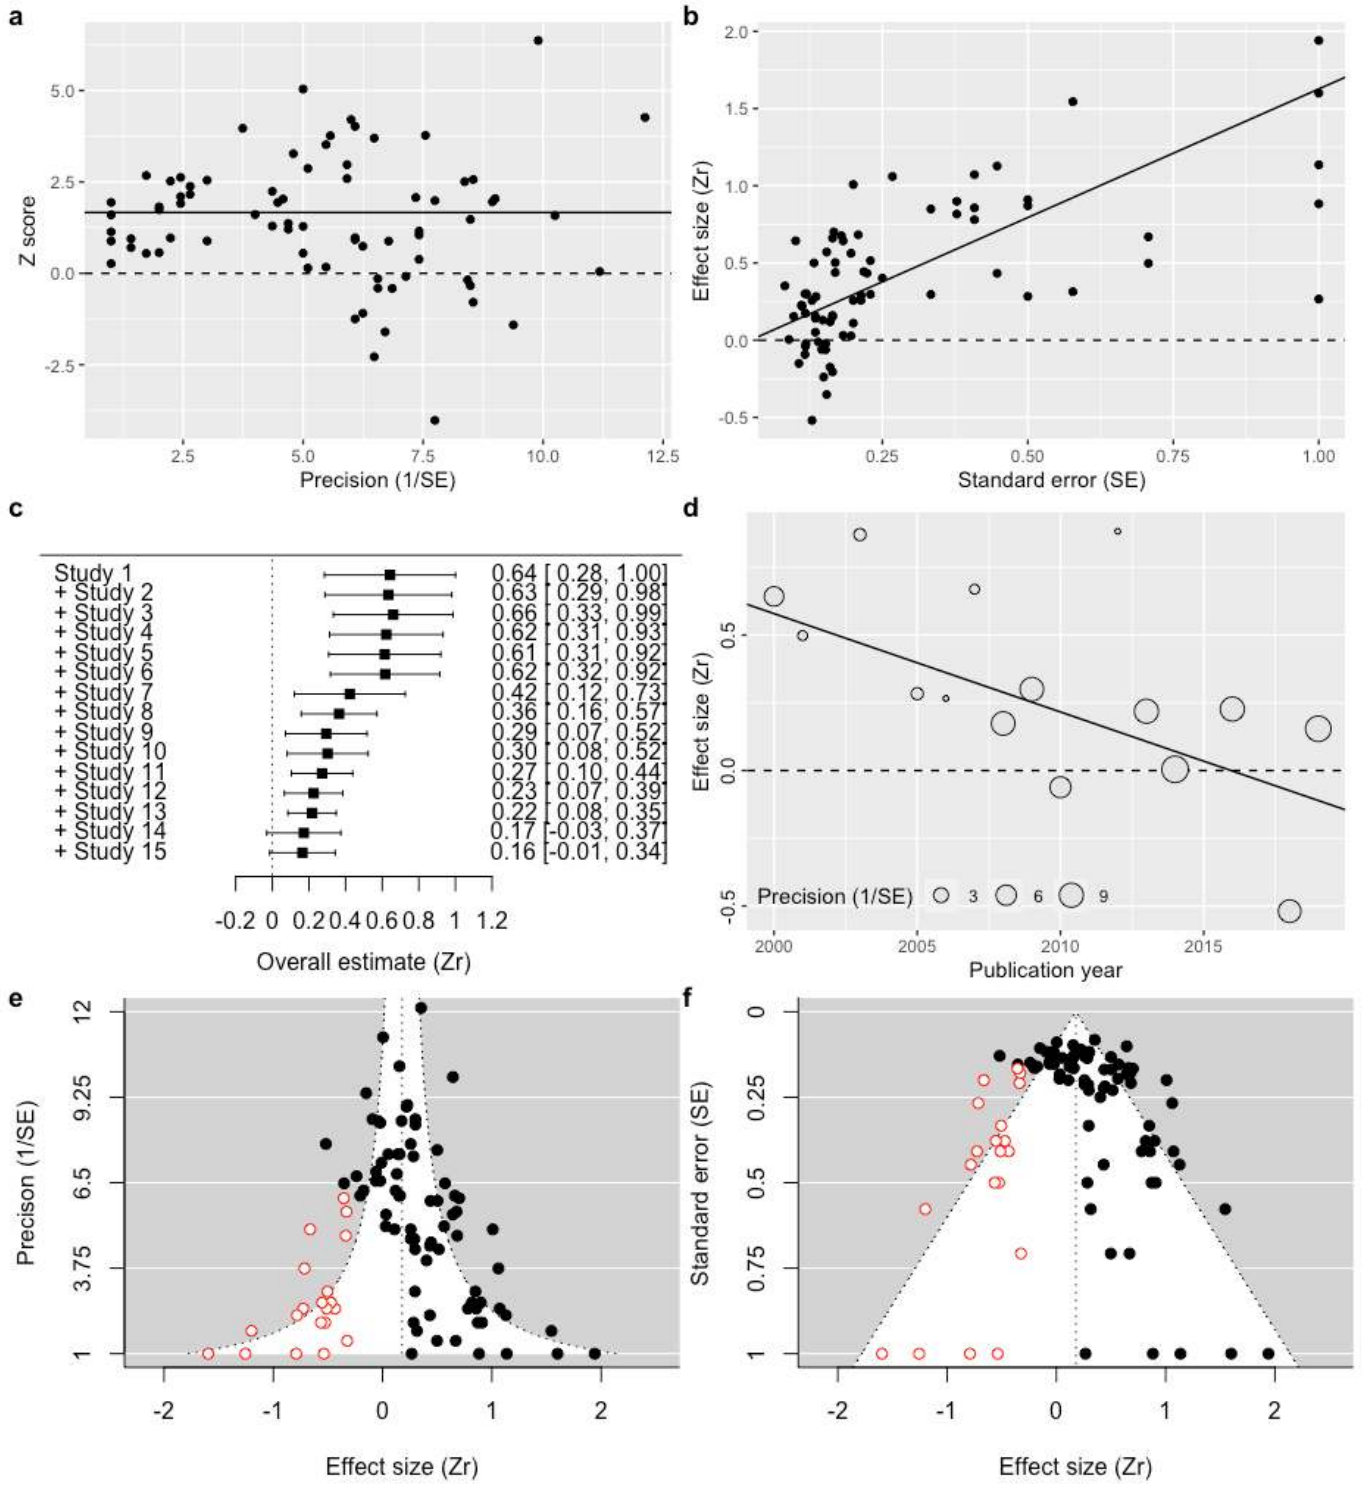 a
5.0
2.5
0.0
-2.5
Z score
2.5 5.0 7.5 10.0 12.5
Precision (1/SE)
b
2.0
1.5
1.0
0.5
0.0
-0.5
Effect size (Zr)
0.25 0.50 0.75 1.00
Standard error (SE)
c
Study 1 0.64 [ 0.28, 1.00]
+ Study 2 0.63 [ 0.29, 0.98]
+ Study 3 0.66 [ 0.33, 0.99]
+ Study 4 0.62 [ 0.31, 0.93]
+ Study 5 0.61 [ 0.31, 0.92]
+ Study 6 0.62 [ 0.32, 0.92]
+ Study 7 0.42 [ 0.12, 0.73]
+ Study 8 0.36 [ 0.16, 0.57]
+ Study 9 0.29 [ 0.07, 0.52]
+ Study 10 0.30 [ 0.08, 0.52]
+ Study 11 0.27 [ 0.10, 0.44]
+ Study 12 0.23 [ 0.07, 0.39]
+ Study 13 0.22 [ 0.08, 0.35]
+ Study 14 0.17 [-0.03, 0.37]
+ Study 15 0.16 [-0.01, 0.34]
-0.2 0 0.20 0.40 0.60 0.8 1 1.2
Overall estimate (Zr)
d
0.5
0.0
-0.5
Effect size (Zr)
Precision (1/SE) 3 6 9
2000 2005 2010 2015
Publication year
e
12
9.25
6.5
3.75
1
Precison (1/SE)
-2 -1 0 1 2
Effect size (Zr)
f
0
0.25
0.5
0.75
1
Standard error (SE)
-2 -1 0 1 2
Effect size (Zr)